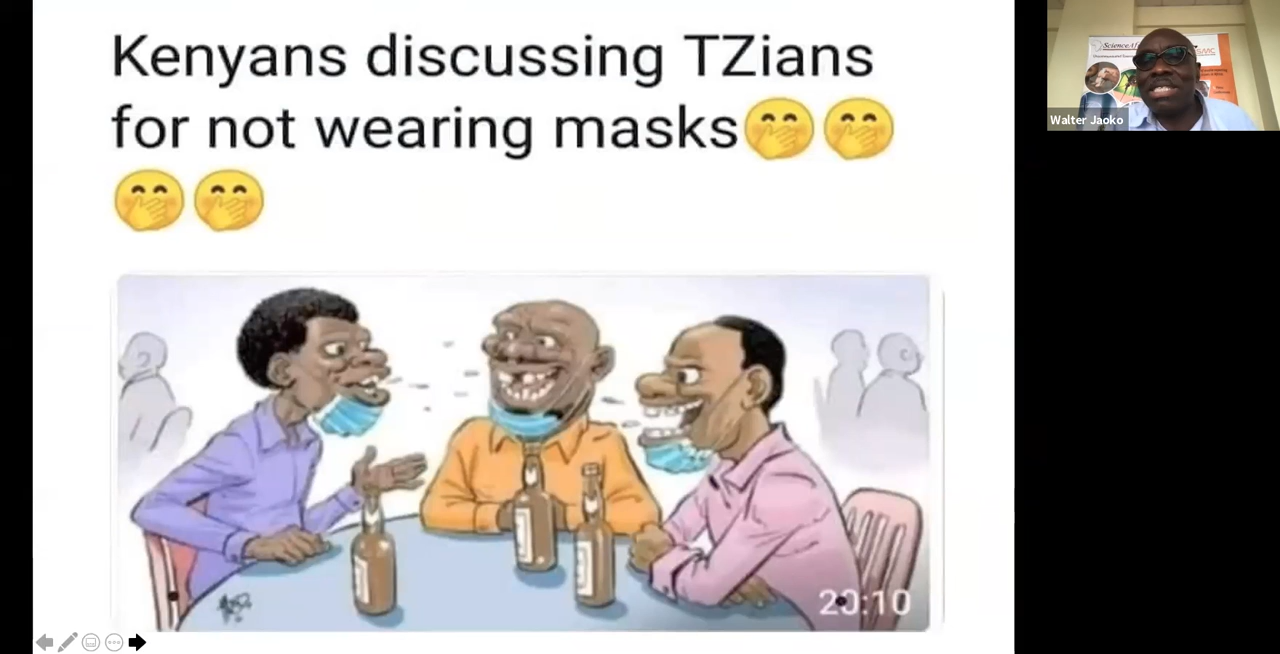 Kenyans discussing TZians
for not wearing masks🤭🤭
🤭🤭
20:10
Walter Jaoko